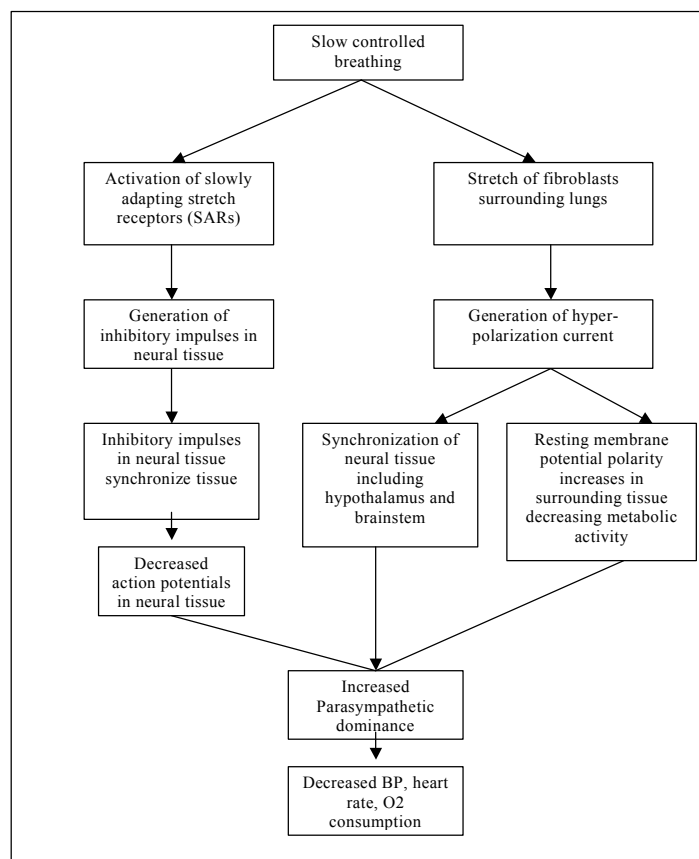 Slow controlled
breathing
Activation of slowly
adapting stretch
receptors (SARs)
Stretch of fibroblasts
surrounding lungs
Generation of
inhibitory impulses in
neural tissue
Generation of hyper-
polarization current
Inhibitory impulses
in neural tissue
synchronize tissue
Synchronization of
neural tissue
including
hypothalamus and
brainstem
Resting membrane
potential polarity
increases in
surrounding tissue
decreasing metabolic
activity
Decreased
action potentials
in neural tissue
Increased
Parasympathetic
dominance
Decreased BP, heart
rate, O2
consumption